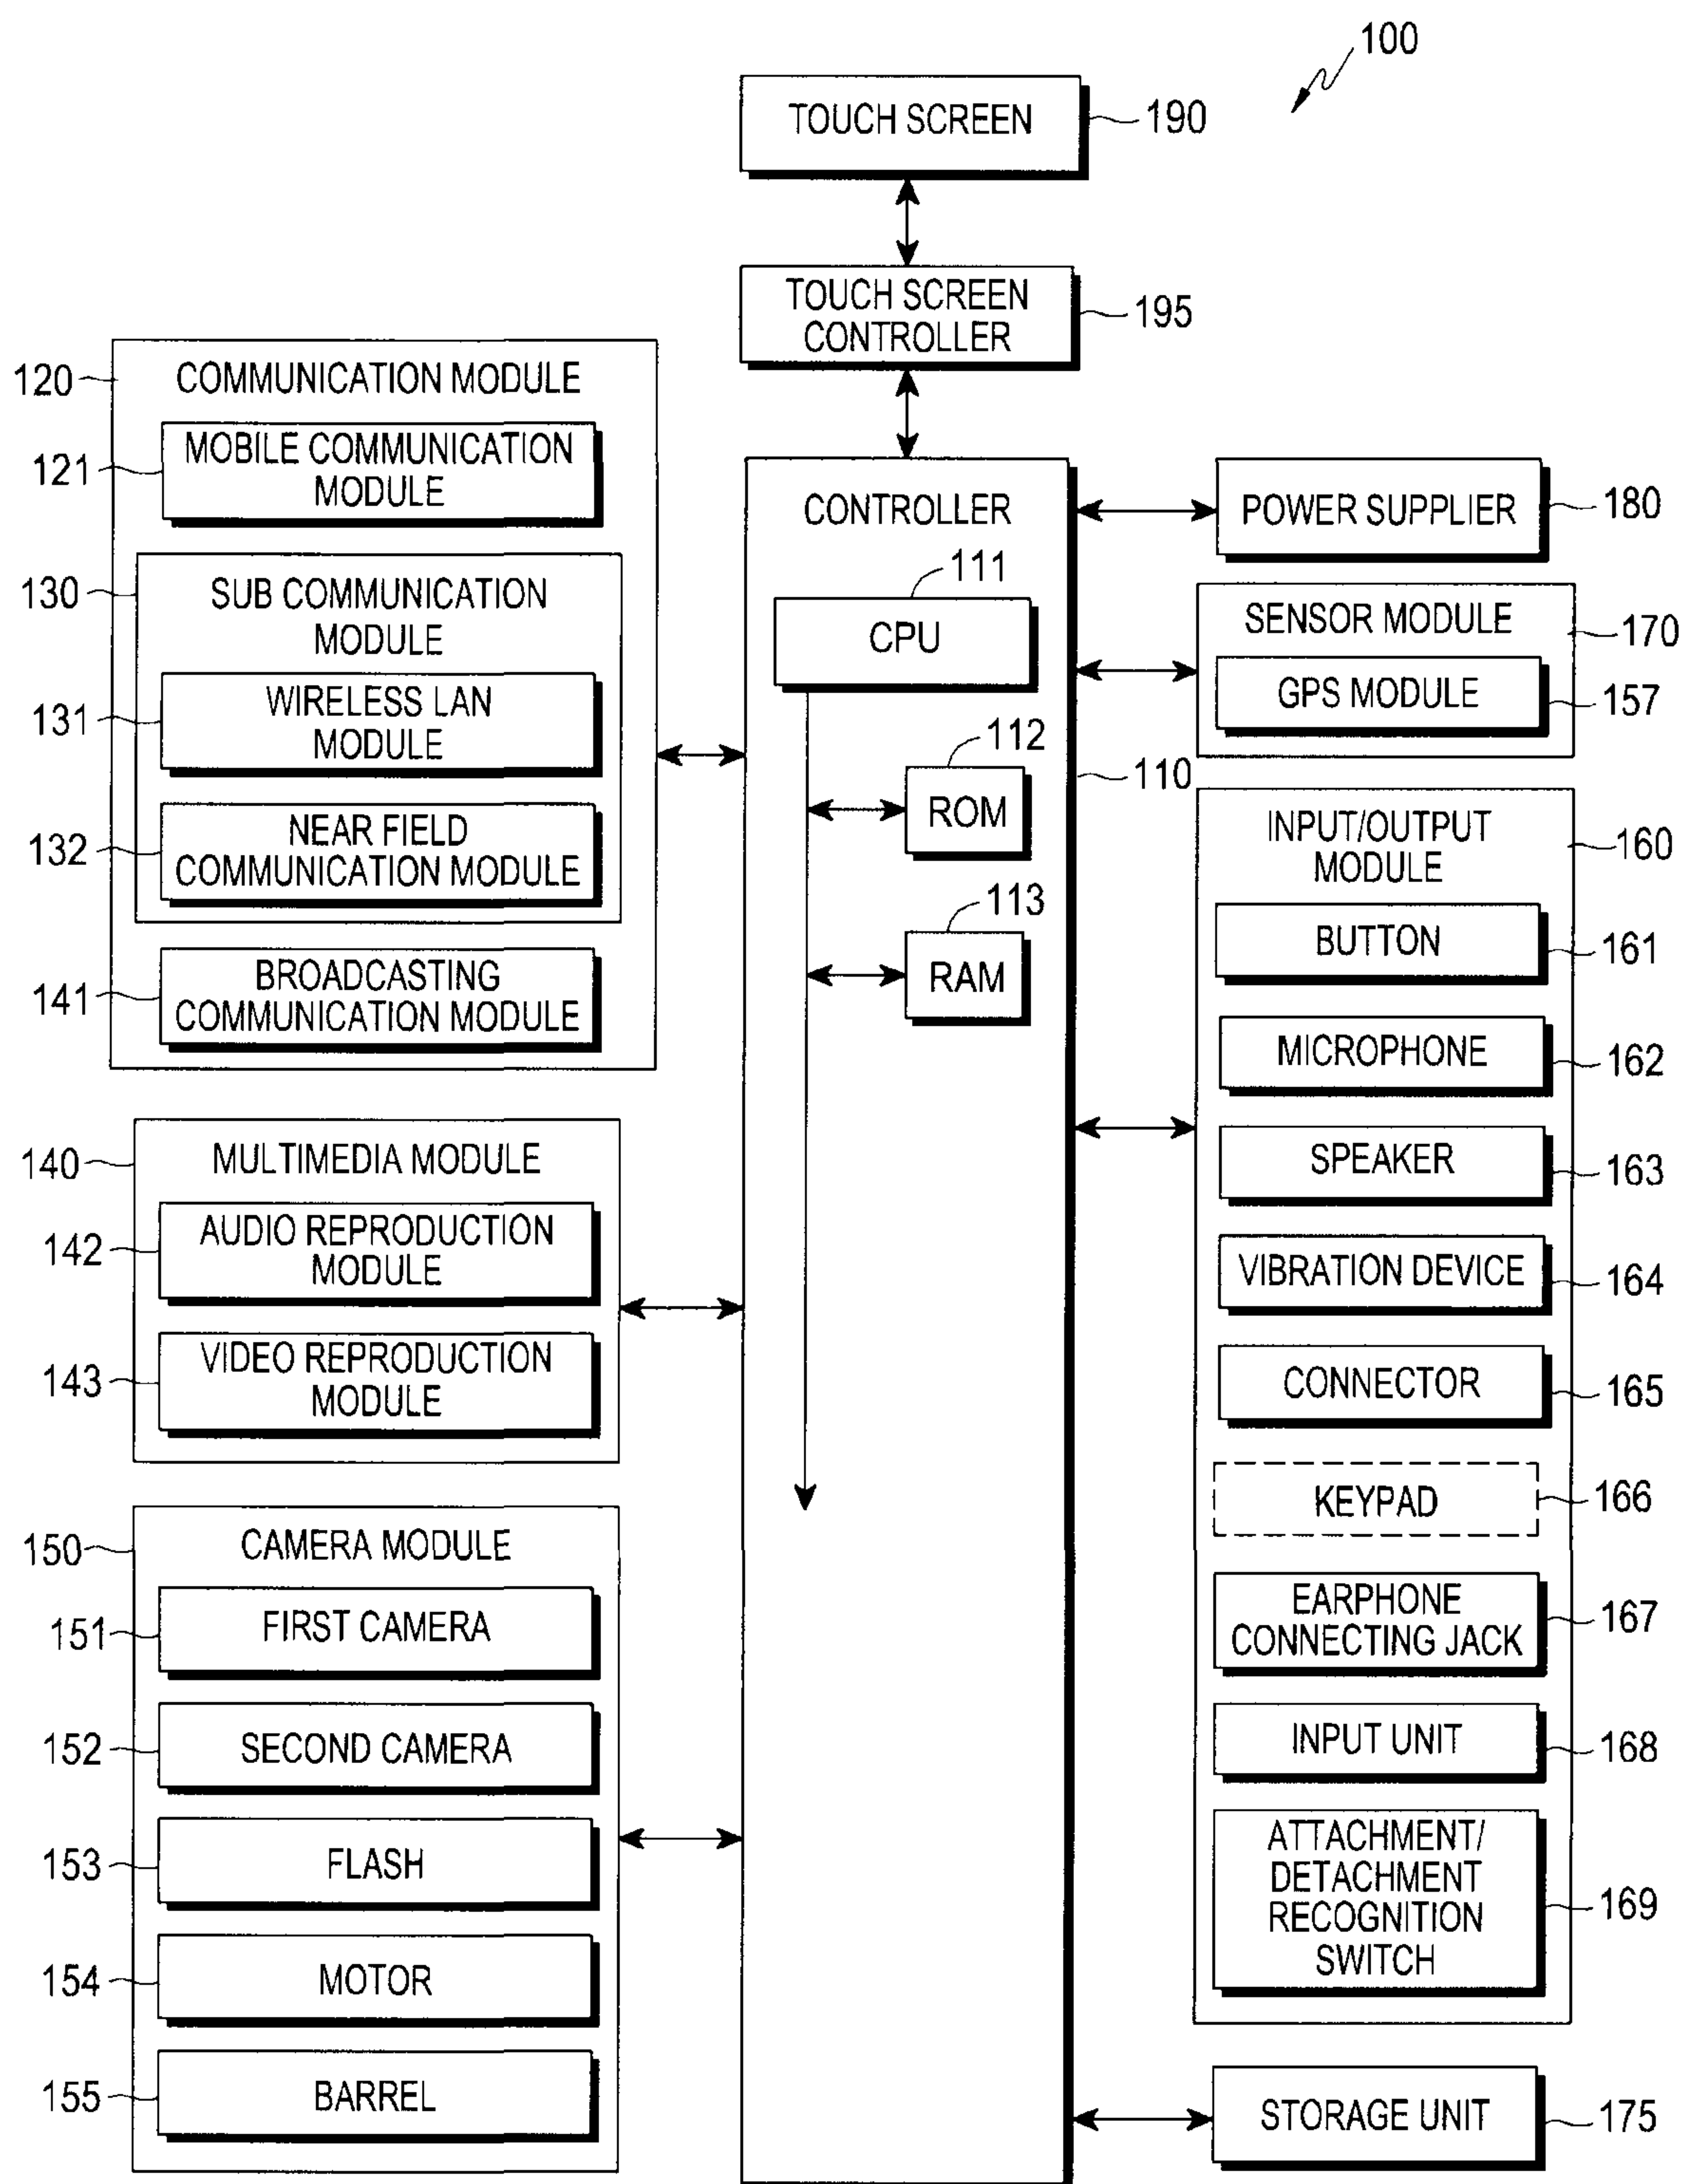 100
TOUCH SCREEN
190
TOUCH SCREEN
CONTROLLER
195
120
COMMUNICATION MODULE
121
MOBILE COMMUNICATION
MODULE
130
SUB COMMUNICATION
MODULE
131
WIRELESS LAN
MODULE
132
NEAR FIELD
COMMUNICATION MODULE
141
BROADCASTING
COMMUNICATION MODULE
140
MULTIMEDIA MODULE
142
AUDIO REPRODUCTION
MODULE
143
VIDEO REPRODUCTION
MODULE
150
CAMERA MODULE
151
FIRST CAMERA
152
SECOND CAMERA
153
FLASH
154
MOTOR
155
BARREL
CONTROLLER
111
CPU
112
ROM
110
113
RAM
POWER SUPPLIER
180
SENSOR MODULE
170
GPS MODULE
157
INPUT/OUTPUT
MODULE
160
BUTTON
161
MICROPHONE
162
SPEAKER
163
VIBRATION DEVICE
164
CONNECTOR
165
KEYPAD
166
EARPHONE
CONNECTING JACK
167
INPUT UNIT
168
ATTACHMENT/
DETACHMENT
RECOGNITION
SWITCH
169
STORAGE UNIT
175